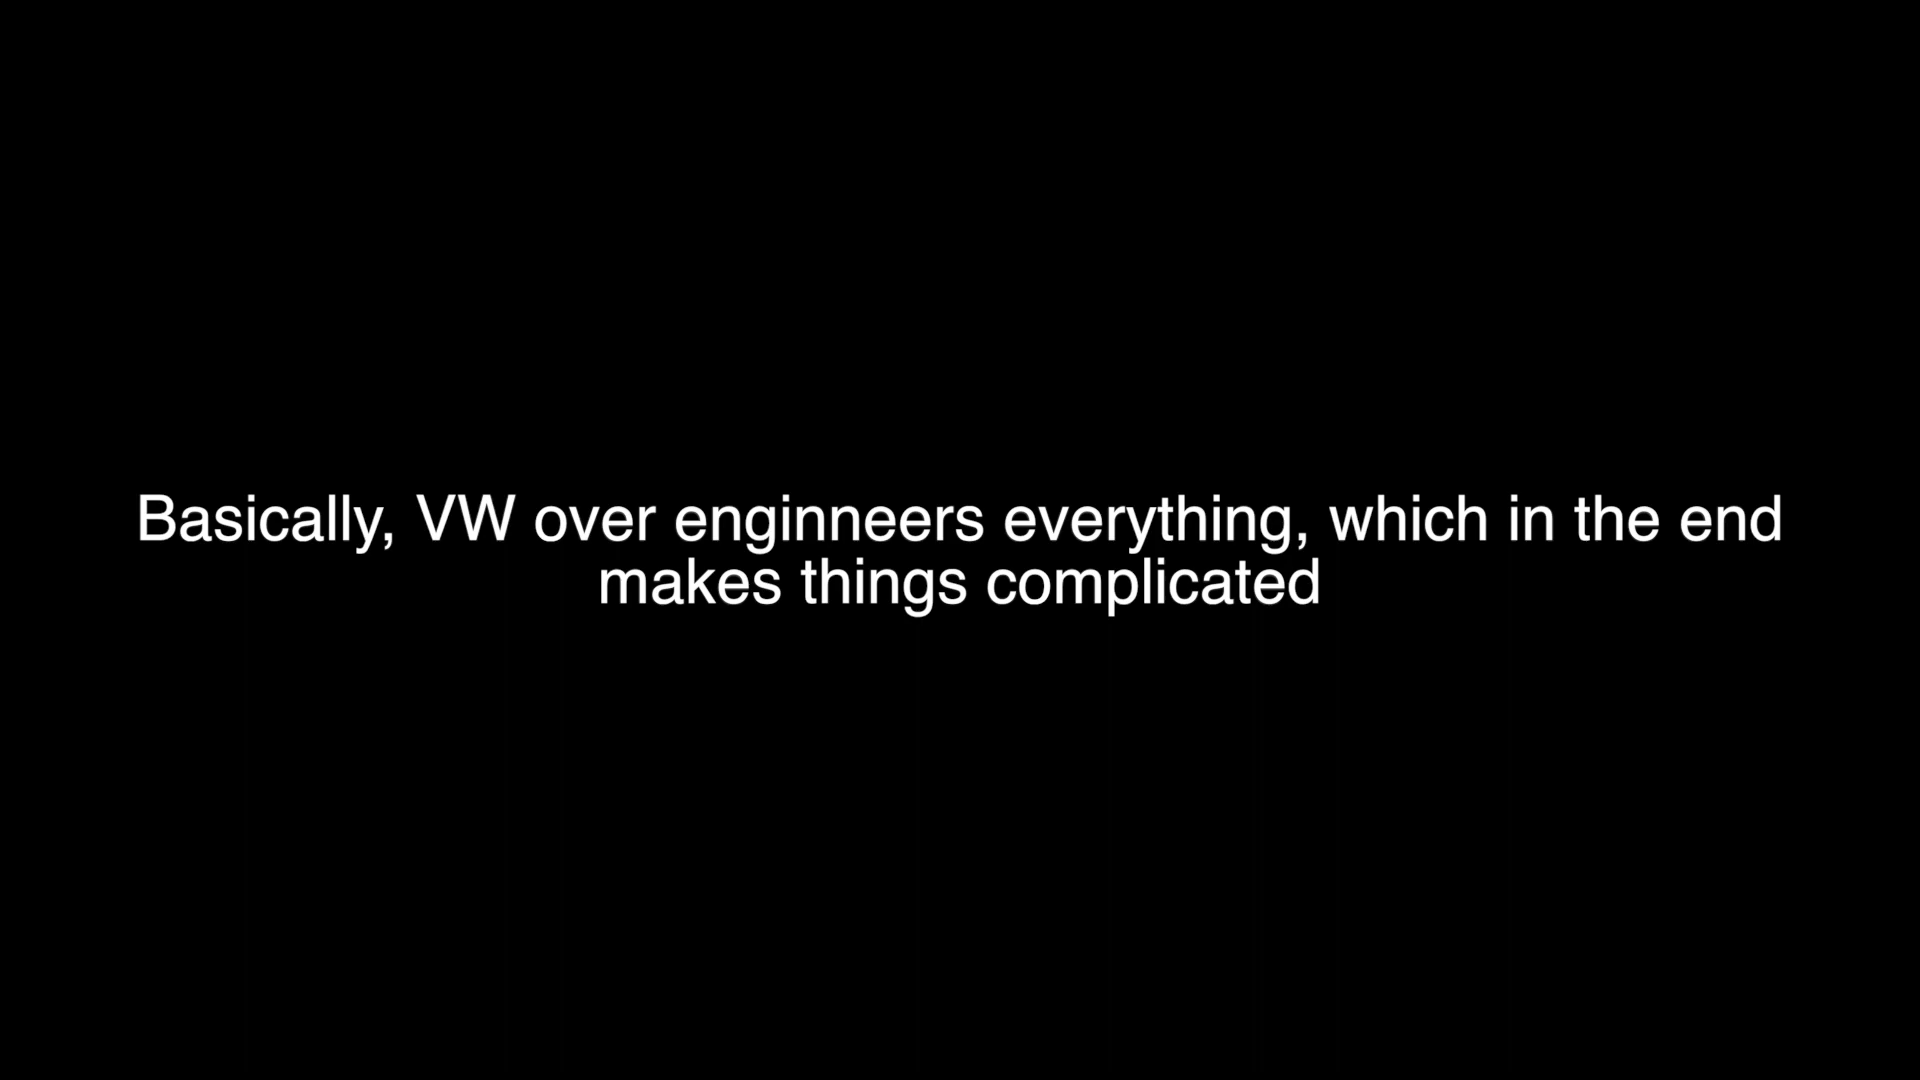 Basically, VW over enginneers everything, which in the end
makes things complicated